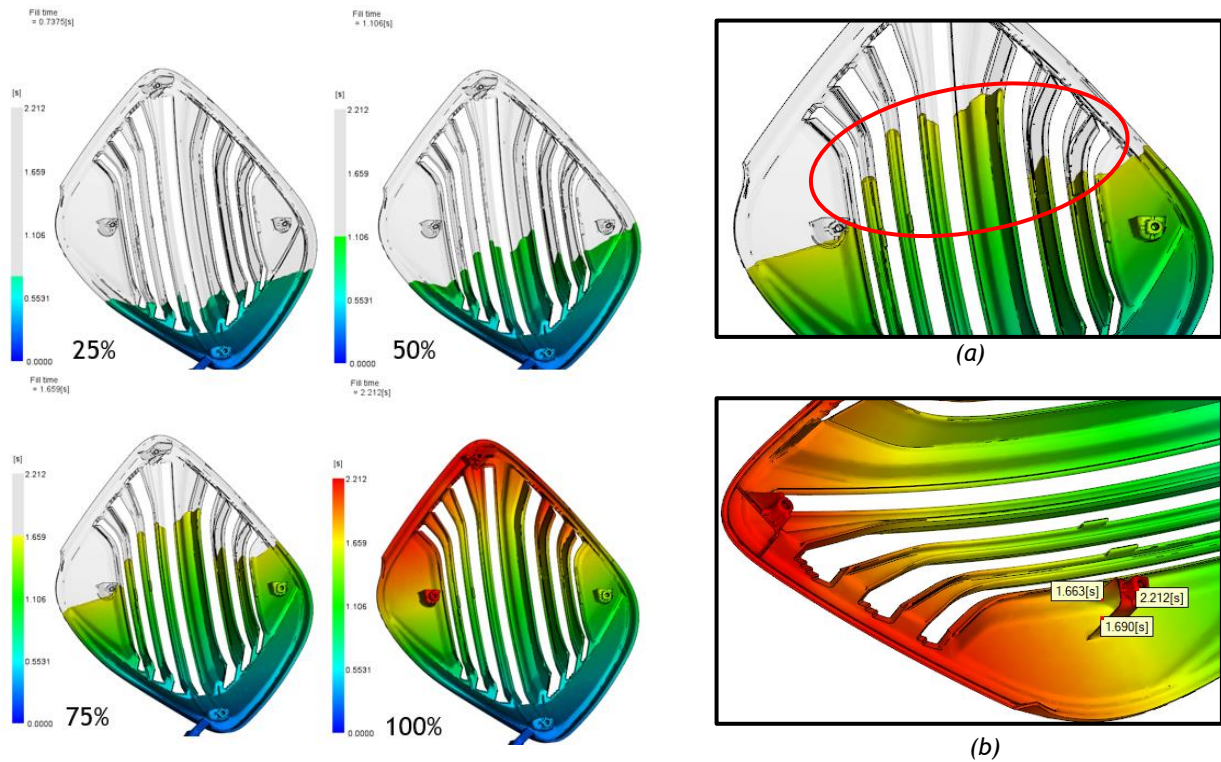 Fill time
= 0.7375[s]
[s]
2.212
1.659
1.106
0.5531
0.0000
25%
Fill time
= 1.106[s]
[s]
2.212
1.659
1.106
0.5531
0.0000
50%
Fill time
= 1.659[s]
[s]
2.212
1.659
1.106
0.5531
0.0000
75%
Fill time
= 2.212[s]
[s]
2.212
1.659
1.106
0.5531
0.0000
100%
(a)
1.663[s]
2.212[s]
1.690[s]
(b)